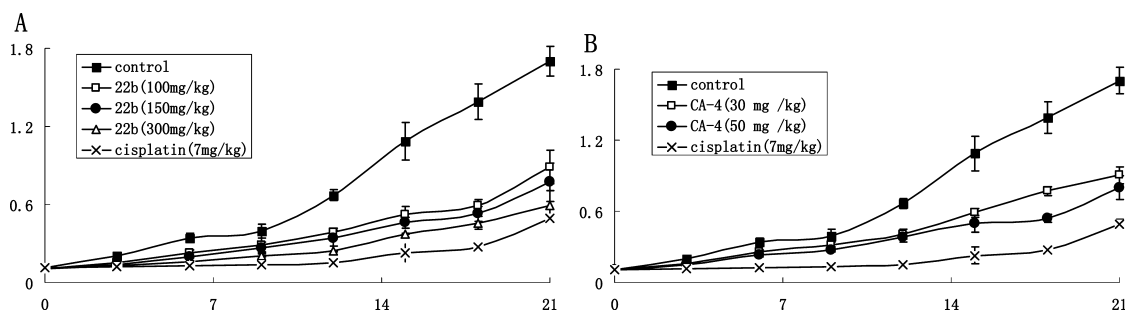 A
1.8
1.2
0.6
0
0
7
14
21
control
22b(100mg/kg)
22b(150mg/kg)
22b(300mg/kg)
cisplatin(7mg/kg)
B
1.8
1.2
0.6
0
0
7
14
21
control
CA-4(30 mg /kg)
CA-4(50 mg /kg)
cisplatin(7mg/kg)